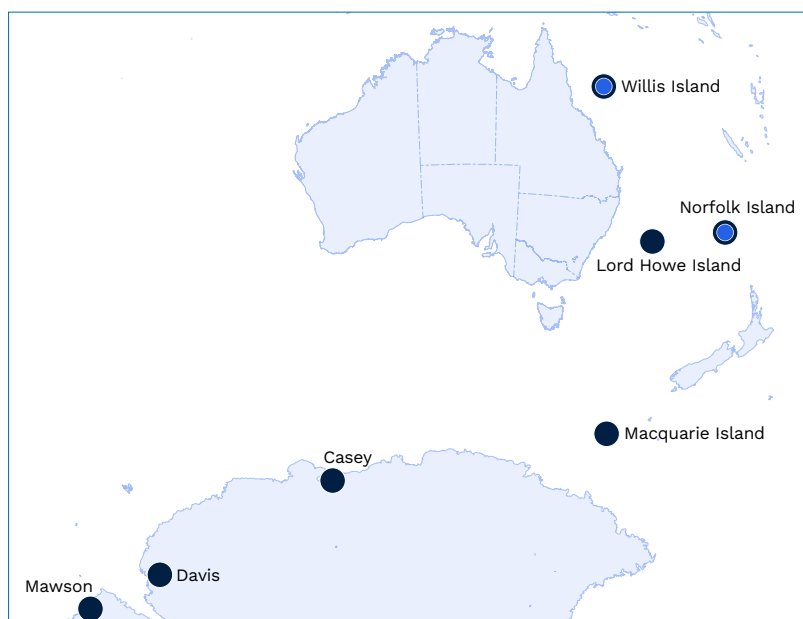 Willis Island
Norfolk Island
Lord Howe Island
Macquarie Island
Casey
Davis
Mawson